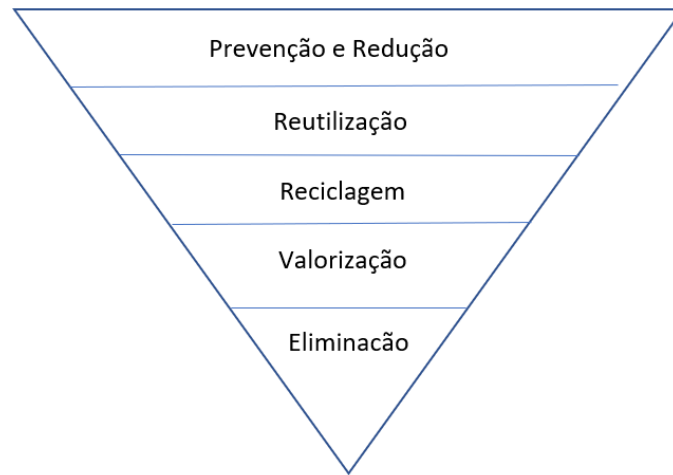 Prevenção e Redução
Reutilização
Reciclagem
Valorização
Eliminacão